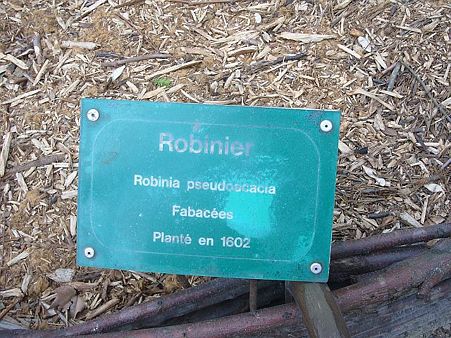 Robinier
Robinia pseudoacacia
Fabacées
Planté en 1602